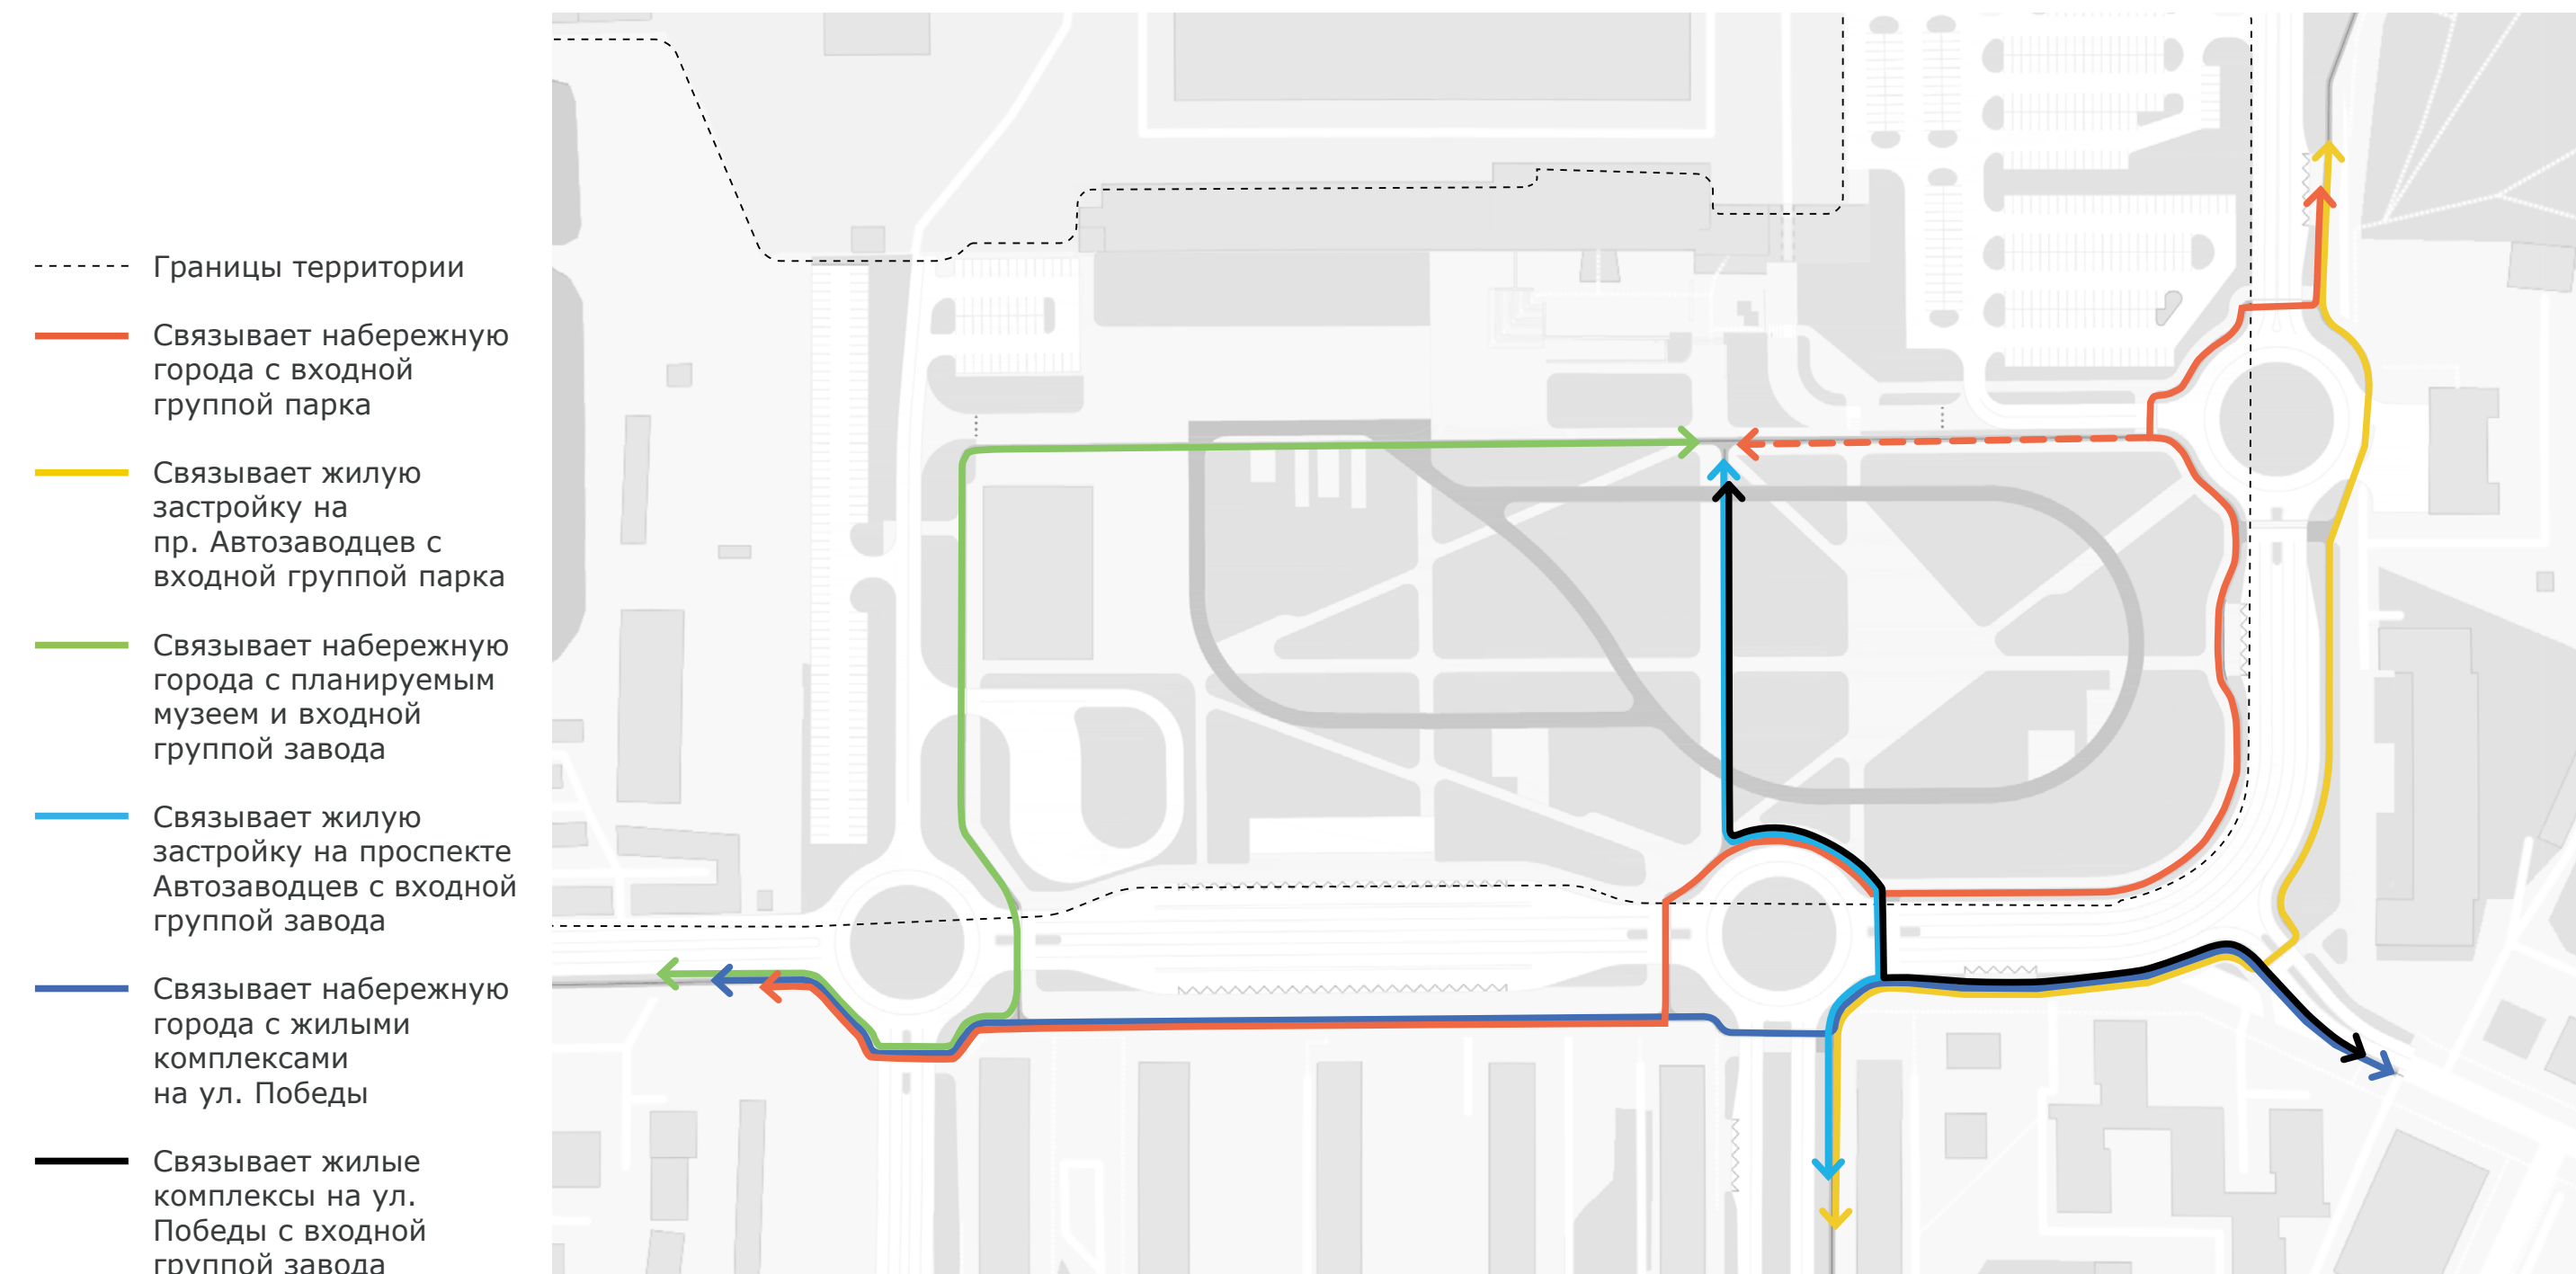 Границы территории
Связывает набережную
города с входной
группой парка
Связывает жилую
застройку на
пр. Автозаводцев с
входной группой парка
Связывает набережную
города с планируемым
музеем и входной
группой завода
Связывает жилую
застройку на проспекте
Автозаводцев с входной
группой завода
Связывает набережную
города с жилыми
комплексами
на ул. Победы
Связывает жилые
комплексы на ул.
Победы с входной
группой завода